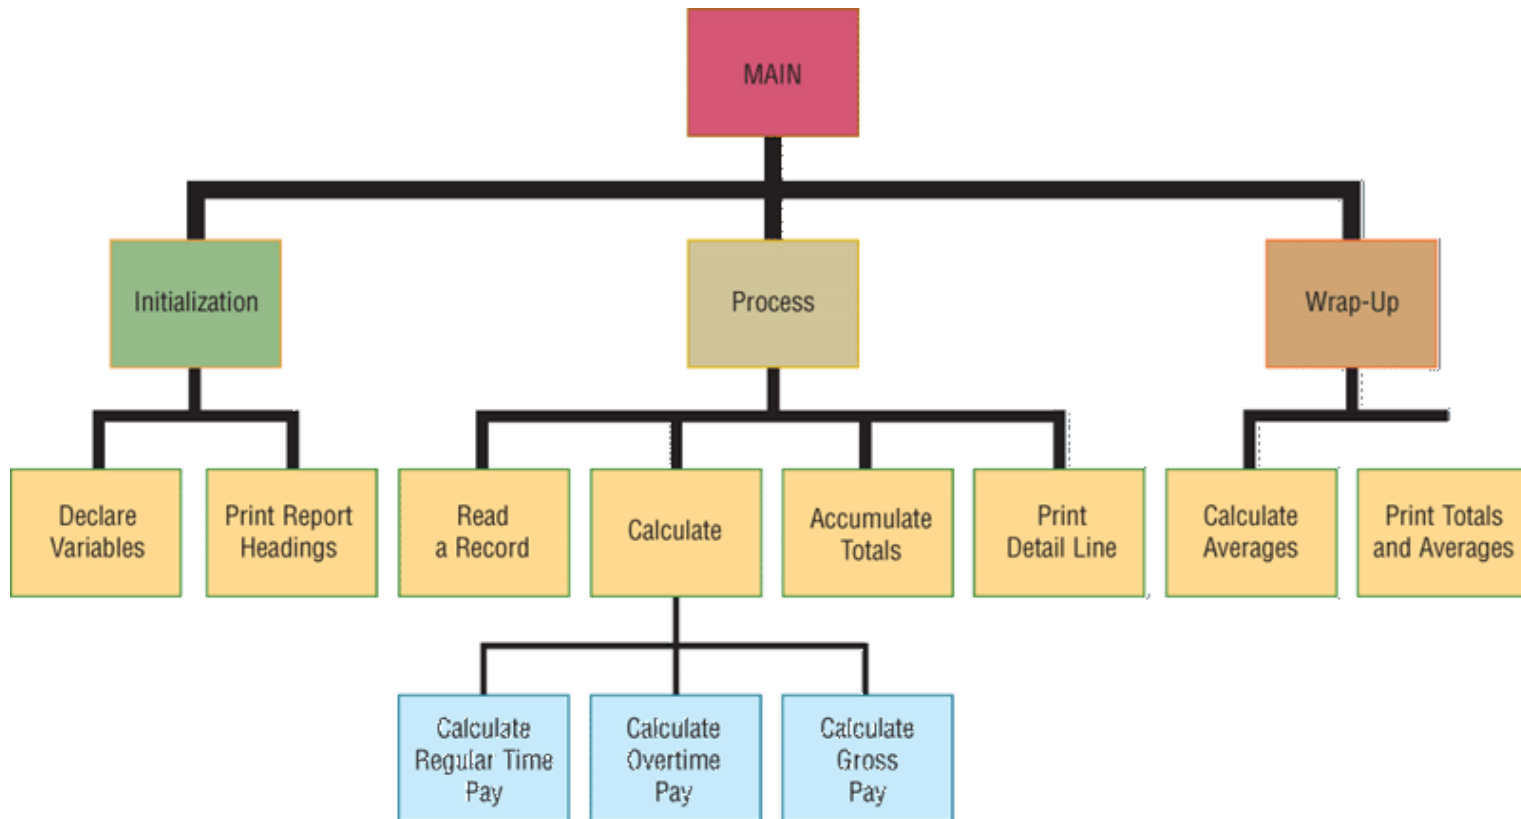 MAIN
Initialization
Process
Wrap-Up
Declare
Variables
Print Report
Headings
Read
a Record
Calculate
Accumulate
Totals
Print
Detail Line
Calculate
Averages
Print Totals
and Averages
Calculate
Regular Time
Pay
Calculate
Overtime
Pay
Calculate
Gross
Pay